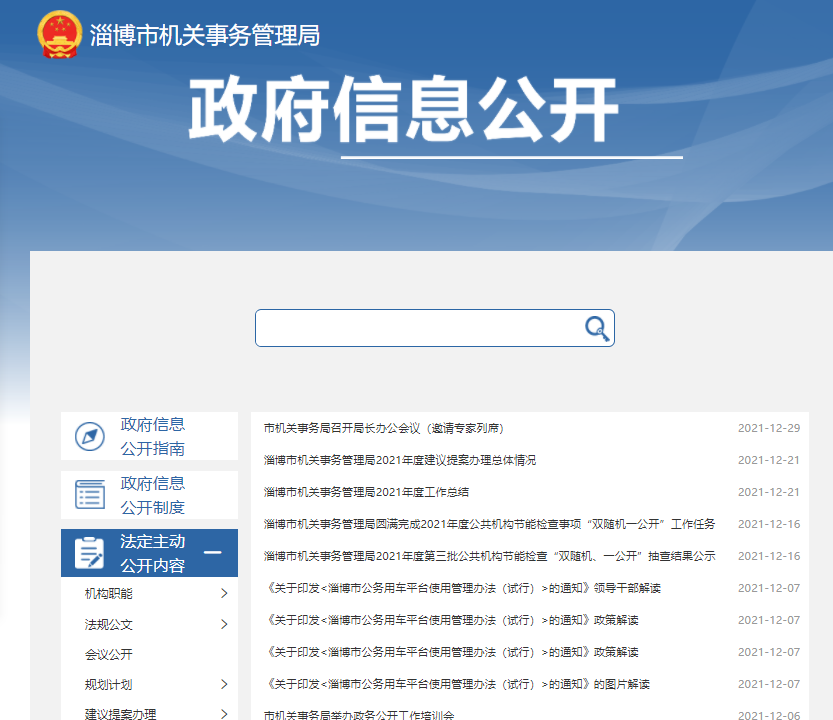 淄博市机关事务管理局
政府信息公开
政府信息
公开指南
政府信息
公开制度
法定主动
公开内容
机构职能
法规公文
会议公开
规划计划
建议提案办理
市机关事务局召开局长办公会议（邀请专家列席） 2021-12-29
淄博市机关事务管理局2021年度建议提案办理总体情况 2021-12-21
淄博市机关事务管理局2021年度工作总结 2021-12-21
淄博市机关事务管理局圆满完成2021年度公共机构节能检查事项“双随机一公开”工作任务 2021-12-16
淄博市机关事务管理局2021年度第三批公共机构节能检查“双随机、一公开”抽查结果公示 2021-12-16
《关于印发<淄博市公务用车平台使用管理办法（试行）>的通知》领导干部解读 2021-12-07
《关于印发<淄博市公务用车平台使用管理办法（试行）>的通知》政策解读 2021-12-07
《关于印发<淄博市公务用车平台使用管理办法（试行）>的通知》政策解读 2021-12-07
《关于印发<淄博市公务用车平台使用管理办法（试行）>的通知》的图片解读 2021-12-07
市机关事务局举办政务公开工作培训会 2021-12-06